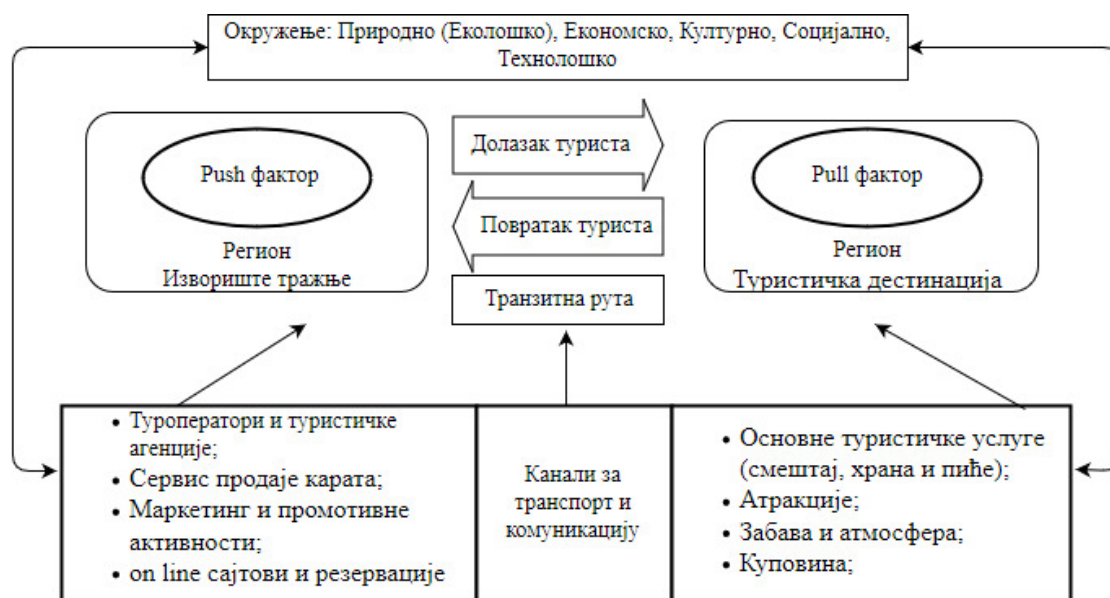 Окружење: Природно (Еколошко), Економско, Културно, Социјално,
Технолошко
Push фактор
Регион
Извориште тражње
Долазак туриста
Повратак туриста
Транзитна рута
Pull фактор
Регион
Туристичка дестинација
• Туроператори и туристичке
агенције;
• Сервис продаје карата;
• Маркетинг и промотивне
активности;
• on line сајтови и резервације
Канали за
транспорт и
комуникацију
• Основне туристичке услуге
(смештај, храна и пиће);
• Атракције;
• Забава и атмосфера;
• Куповина;